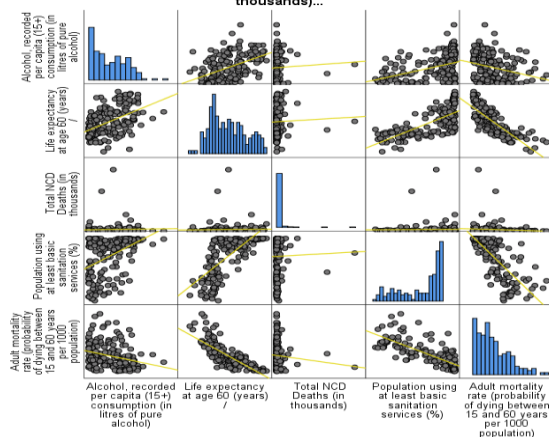 thousands)...
Alcohol, recorded
per capita (15+)
consumption (in
litres of pure
alcohol)
Life expectancy
at age 60 (years)
/
Total NCD
Deaths (in
thousands)
Population using
at least basic
sanitation
services (%)
Adult mortality
rate (probability
of dying between
15 and 60 years
per 1000
population)
Alcohol, recorded
per capita (15+)
consumption (in
litres of pure
alcohol)
Life expectancy
at age 60 (years)
/
Total NCD
Deaths (in
thousands)
Population using
at least basic
sanitation
services (%)
Adult mortality
rate (probability
of dying between
15 and 60 years
per 1000
population)